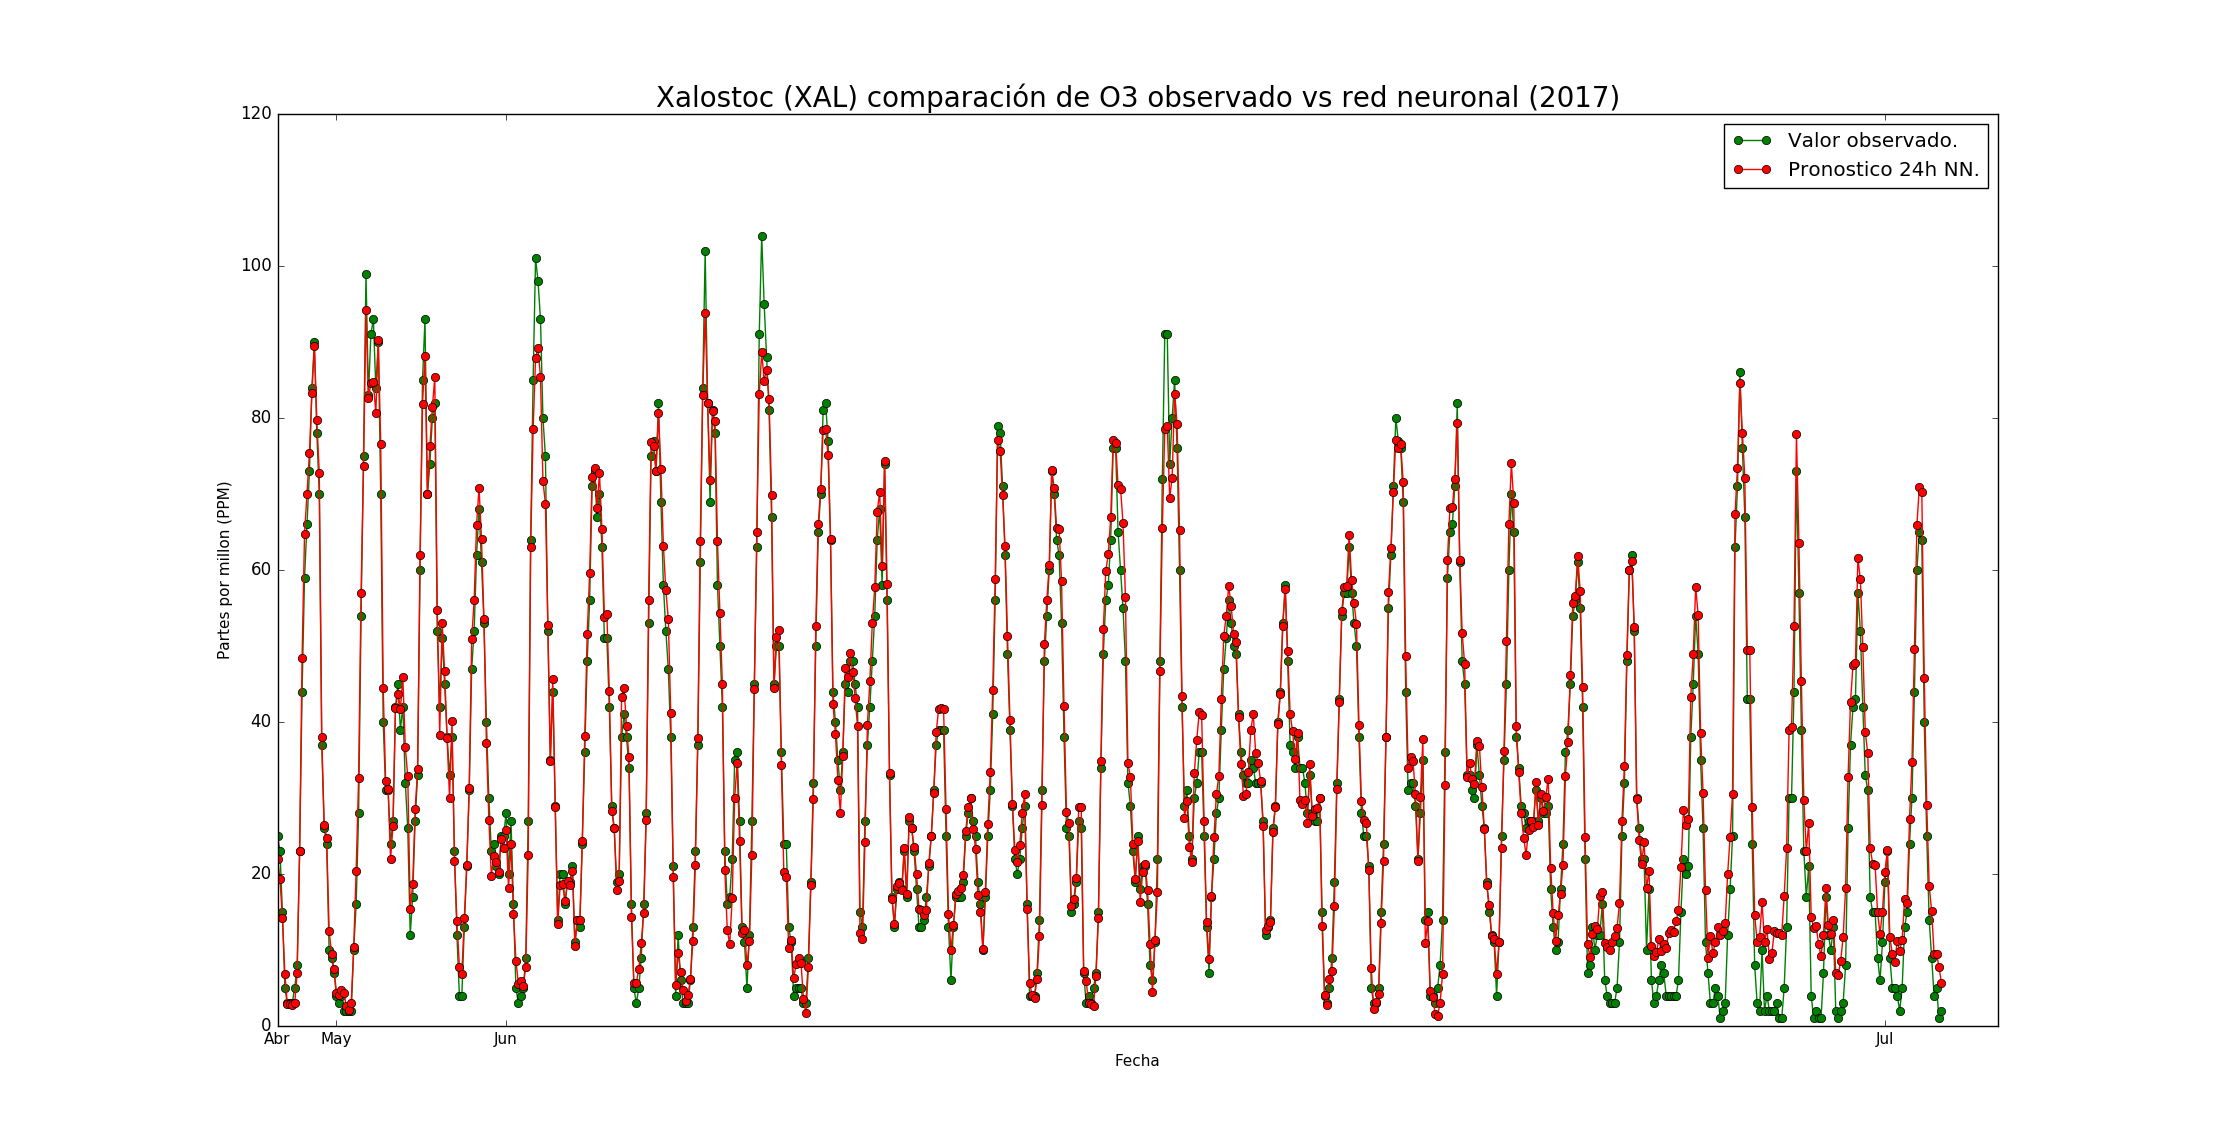 Xalostoc (XAL) comparación de O3 observado vs red neuronal (2017)
120
100
80
60
40
20
0
Partes por millon (PPM)
Valor observado.
Pronostico 24h NN.
Abr May Jun Jul
Fecha